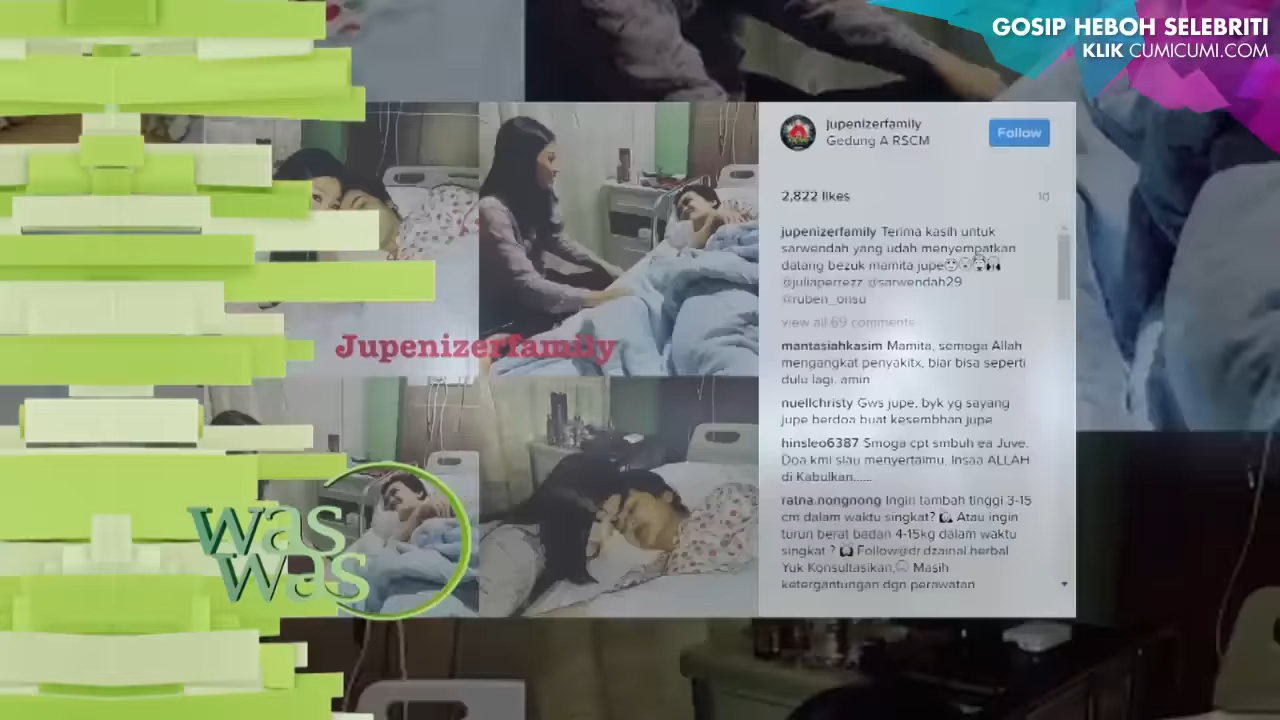 GOSIP HEBOH SELEBRITI
KLIK CUMICUMI.COM
jupenizerfamily
Gedung A RSCM
Follow
2,822 likes
1d
jupenizerfamily Terima kasih untuk
sarwendah yang udah menyempatkan
datang bezuk mamita jupe
@juliaperrezz @sarwendah29
@ruben_onsu
view all 69 comments
mantasiahkasim Mamita, semoga Allah
mengangkat penyakitx, biar bisa seperti
dulu lagi. amin
nuellchristy Gws jupe, byk yg sayang
jupe berdoa buat kesembhan jupe
hinsleo6387 Smoga cpt smbuh ea Juve.
Doa kmi slau menyertaimu. Insaa ALLAH
di Kabulkan......
ratna.nongnong Ingin tambah tinggi 3-15
cm dalam waktu singkat? Atau ingin
turun berat badan 4-15kg dalam waktu
singkat ? Follow@dr.dzainal.herbal
Yuk Konsultasikan, Masih
ketergantungan dgn perawatan
Jupenizerfamily
was
was